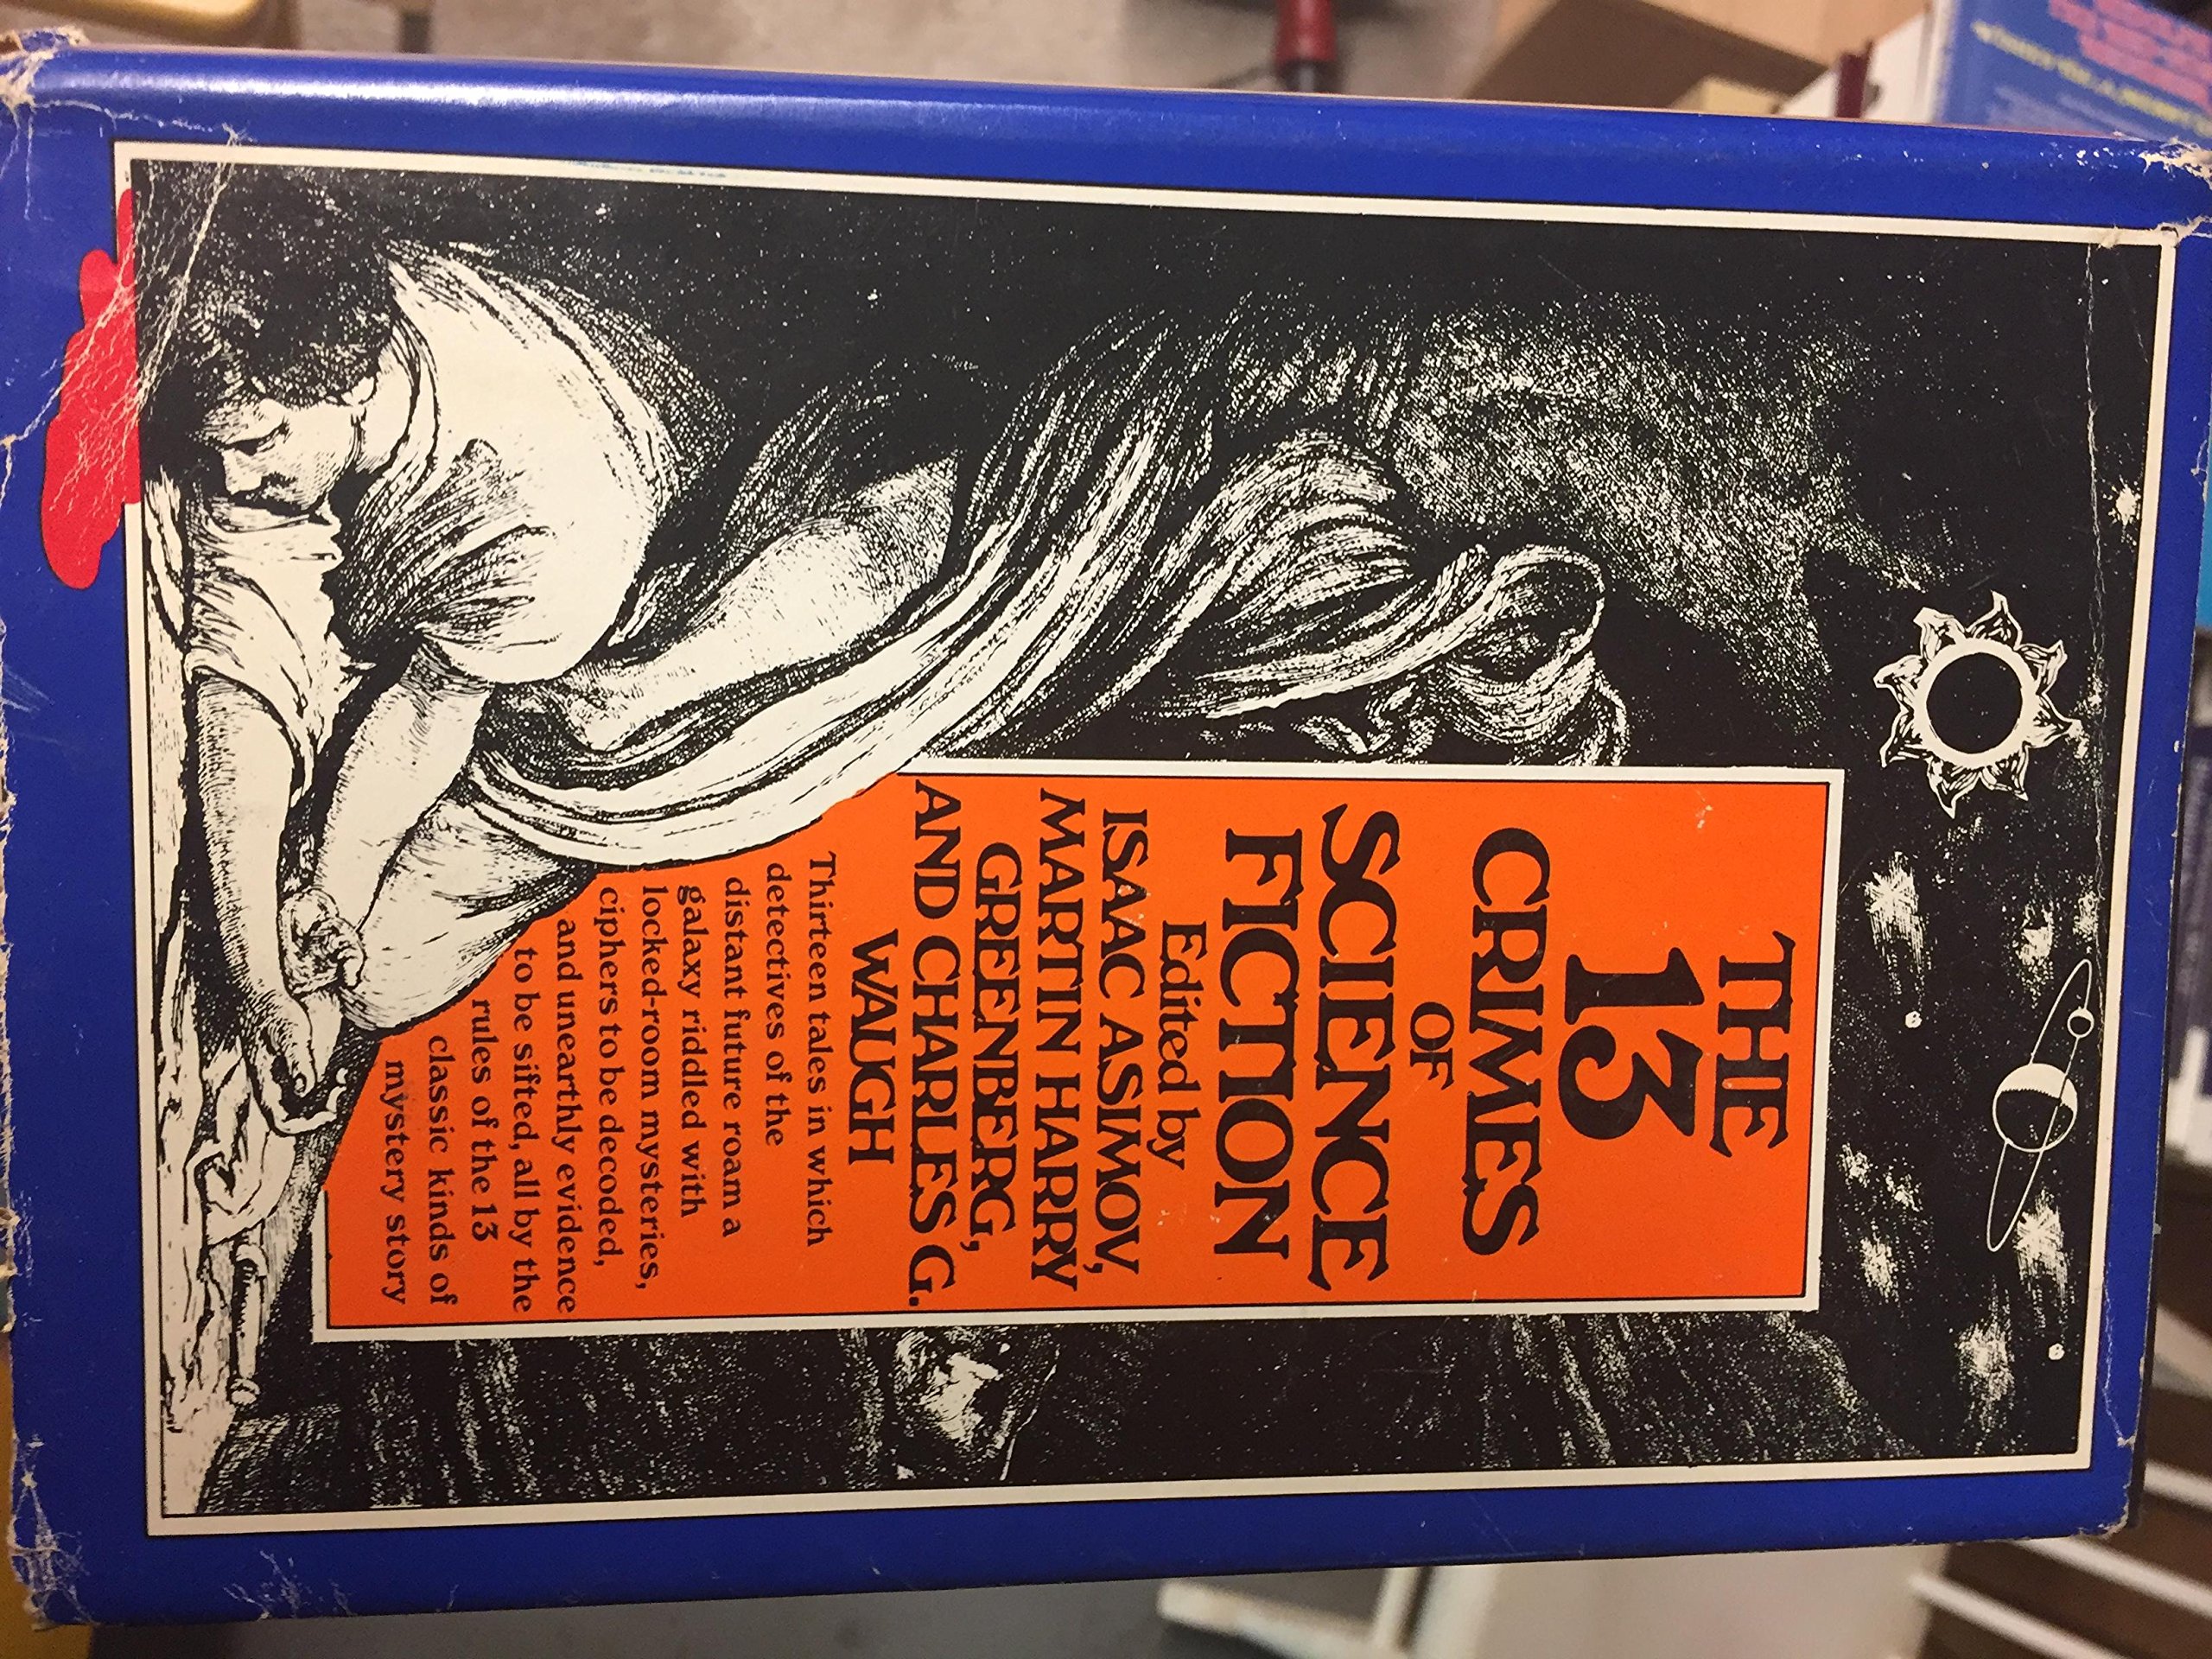 THE
13
CRIMES
OF
SCIENCE
FICTION
Edited by
ISAAC ASIMOV,
MARTIN HARRY
GREENBERG,
AND CHARLES G.
WAUGH
Thirteen tales in which
detectives of the
distant future roam a
galaxy riddled with
locked-room mysteries,
ciphers to be decoded,
and unearthly evidence
to be sifted, all by the
rules of the 13
classic kinds of
mystery story